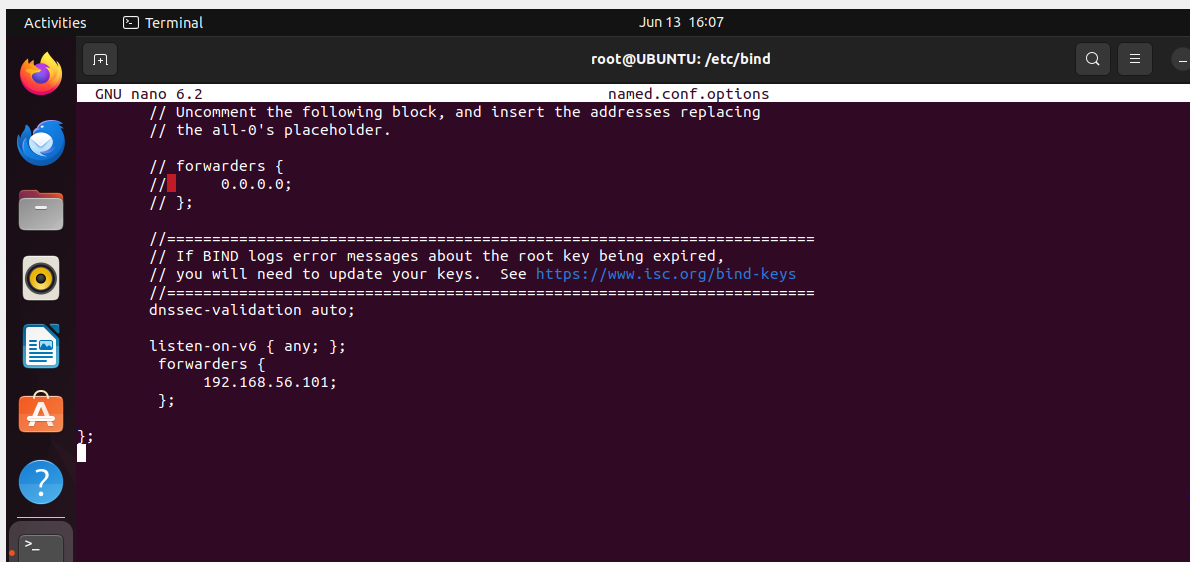 Activities
Terminal
Jun 13 16:07
root@UBUNTU: /etc/bind
GNU nano 6.2 named.conf.options
// Uncomment the following block, and insert the addresses replacing
// the all-0's placeholder.
// forwarders {
// 0.0.0.0;
// };
//========================================================================
// If BIND logs error messages about the root key being expired,
// you will need to update your keys. See https://www.isc.org/bind-keys
//========================================================================
dnssec-validation auto;
listen-on-v6 { any; };
forwarders {
192.168.56.101;
};
};